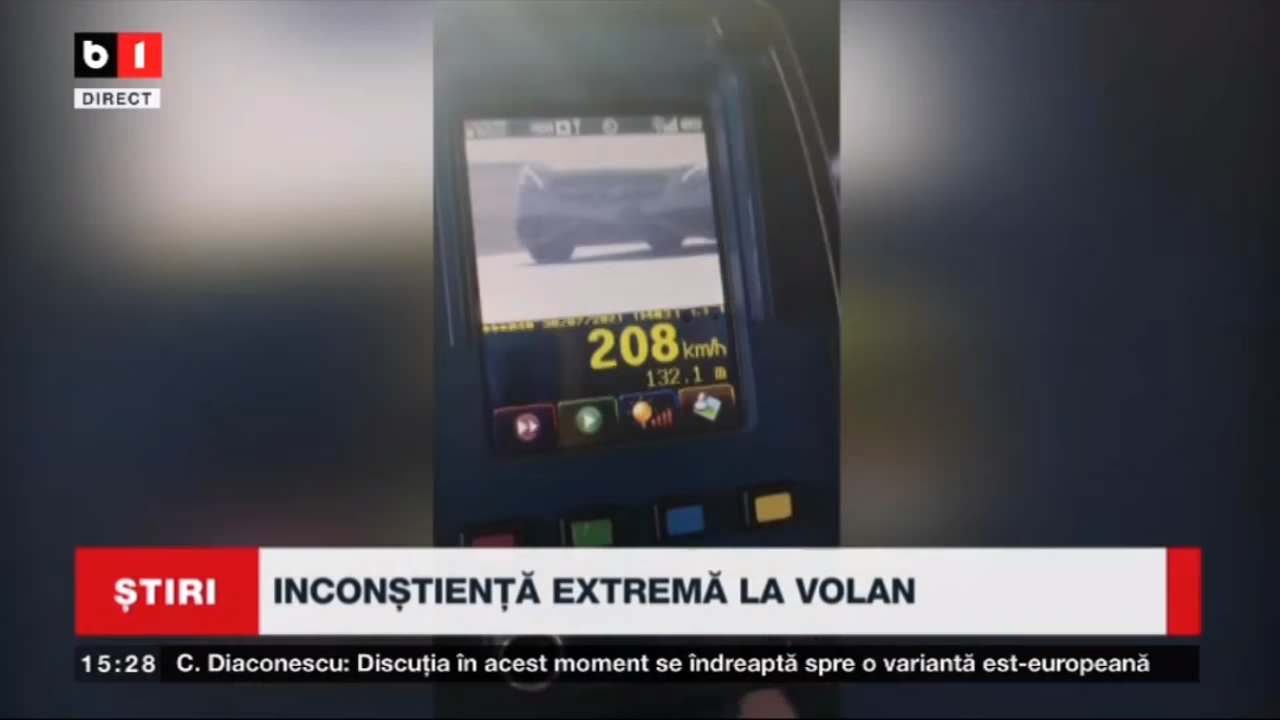 b 1
DIRECT
208 km/h
132.1 m
ȘTIRI
INCONȘTIENȚĂ EXTREMĂ LA VOLAN
15:28 C. Diaconescu: Discuția în acest moment se îndreaptă spre o variantă est-europeană